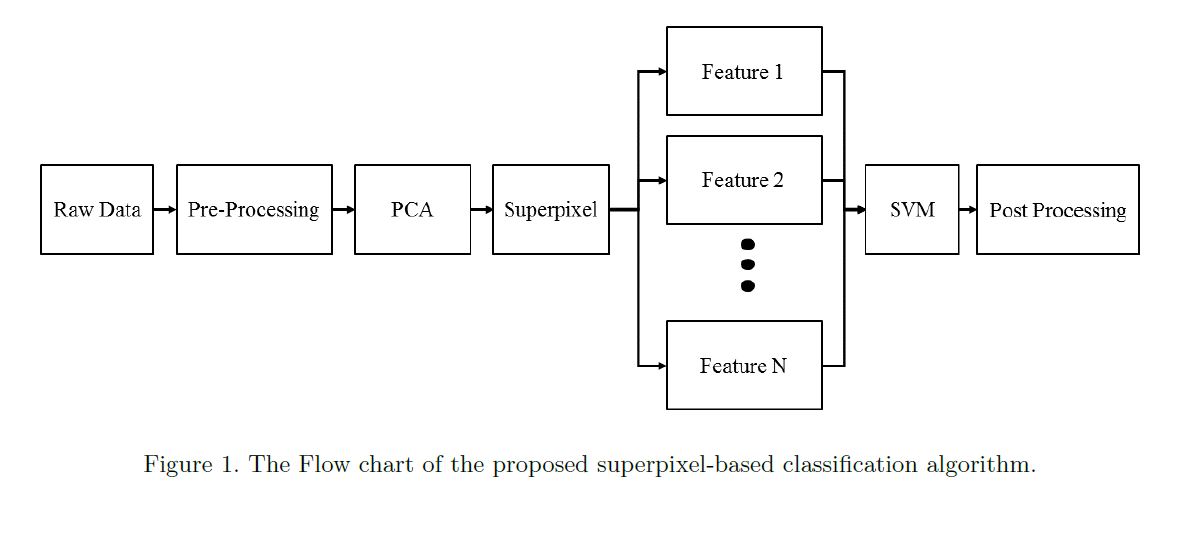 Raw Data
Pre-Processing
PCA
Superpixel
Feature 1
Feature 2
Feature N
SVM
Post Processing
Figure 1. The Flow chart of the proposed superpixel-based classification algorithm.